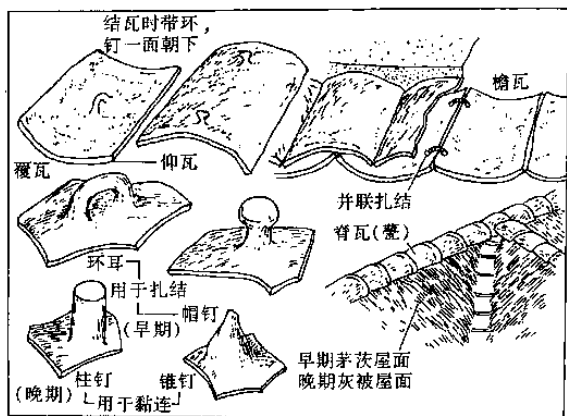 结瓦时带环，
钉一面朝下
檐瓦
覆瓦
仰瓦
并联扎结
脊瓦(甍)
环耳
用于扎结
(早期)
帽钉
早期茅茨屋面
晚期灰被屋面
(晚期)
柱钉
锥钉
用于黏连